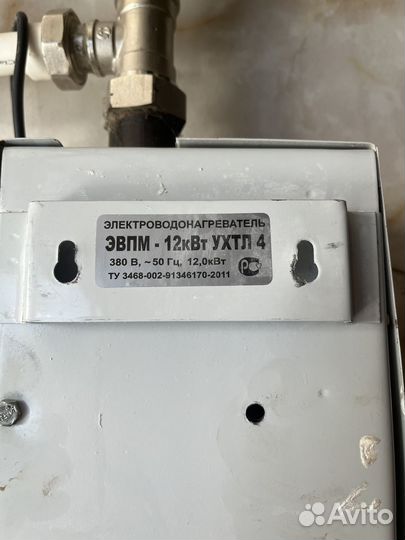 ЭЛЕКТРОВОДОНАГРЕВАТЕЛЬ
ЭВПМ - 12кВт УХТЛ 4
380 В, ~ 50 Гц, 12,0кВт
ТУ 3468-002-91346170-2011
Avito